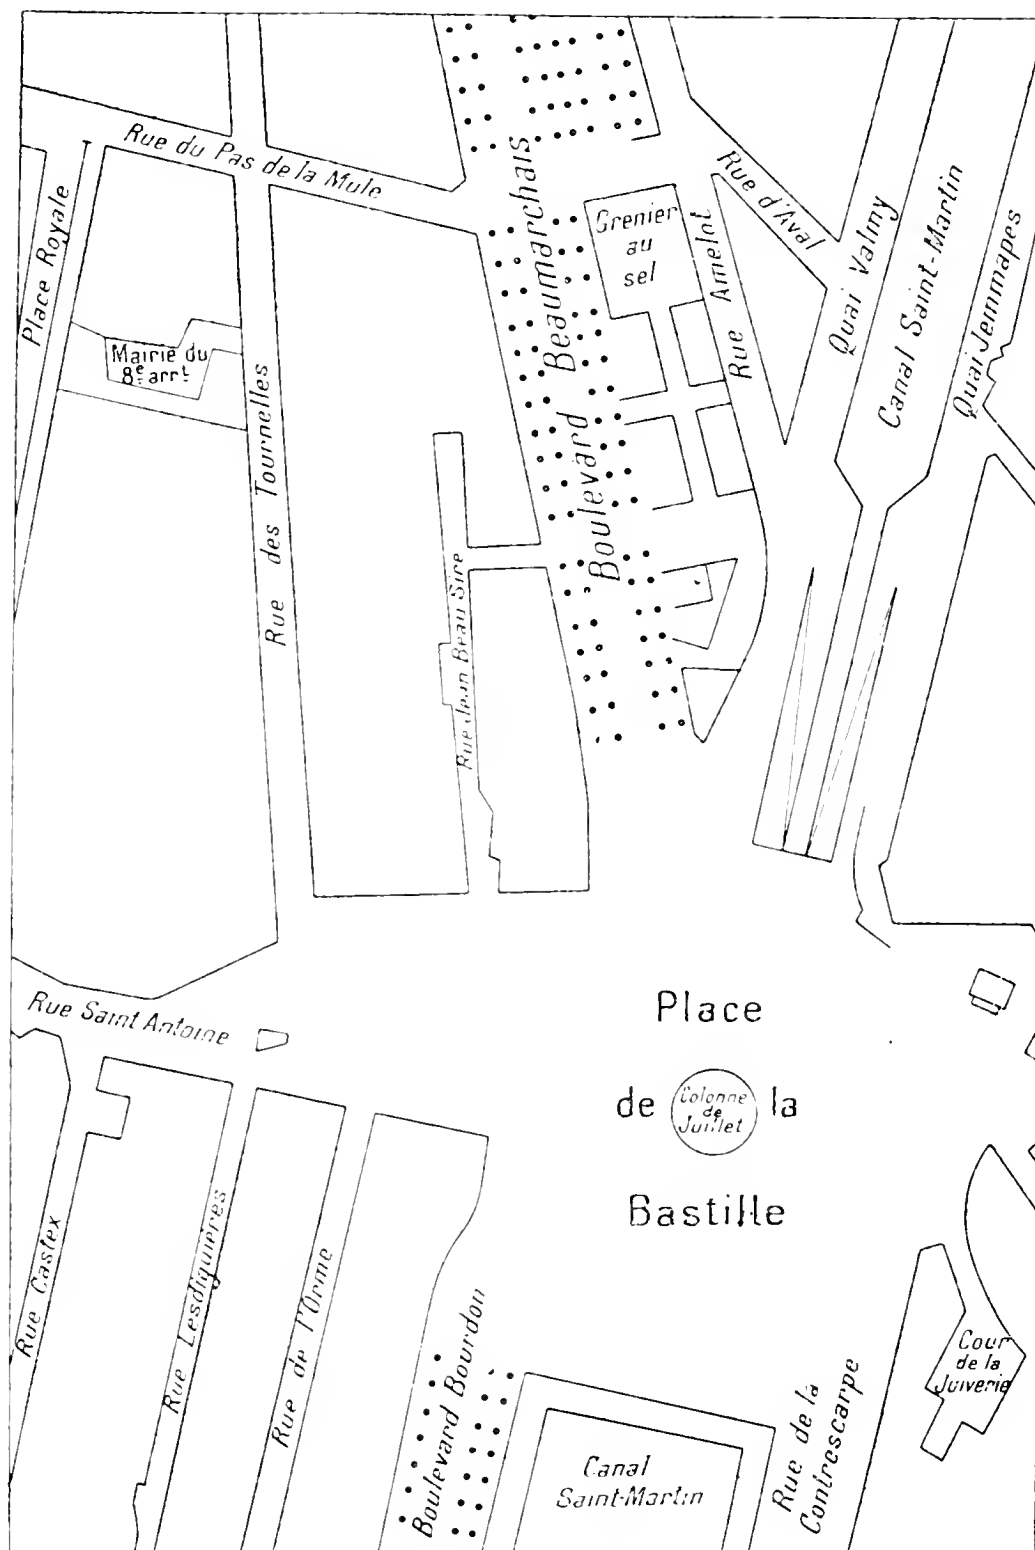 Rue du Pas de la Mule
Place Royale
Mairie du
8e arrt
Rue des Tournelles
Boulevard Beaumarchais
Grenier
au
sel
Rue Amelot
Rue d'Aval
Quai Valmy
Canal Saint-Martin
Quai Jemmapes
Rue Jean Beau Sire
Rue Saint Antoine
Place
de la
Colonne
de
Juillet
Bastille
Rue Castex
Rue Lesdiguières
Rue de l'Orme
Boulevard Bourdon
Canal
Saint-Martin
Rue de la
Contrescarpe
Cour
de la
Juiverie